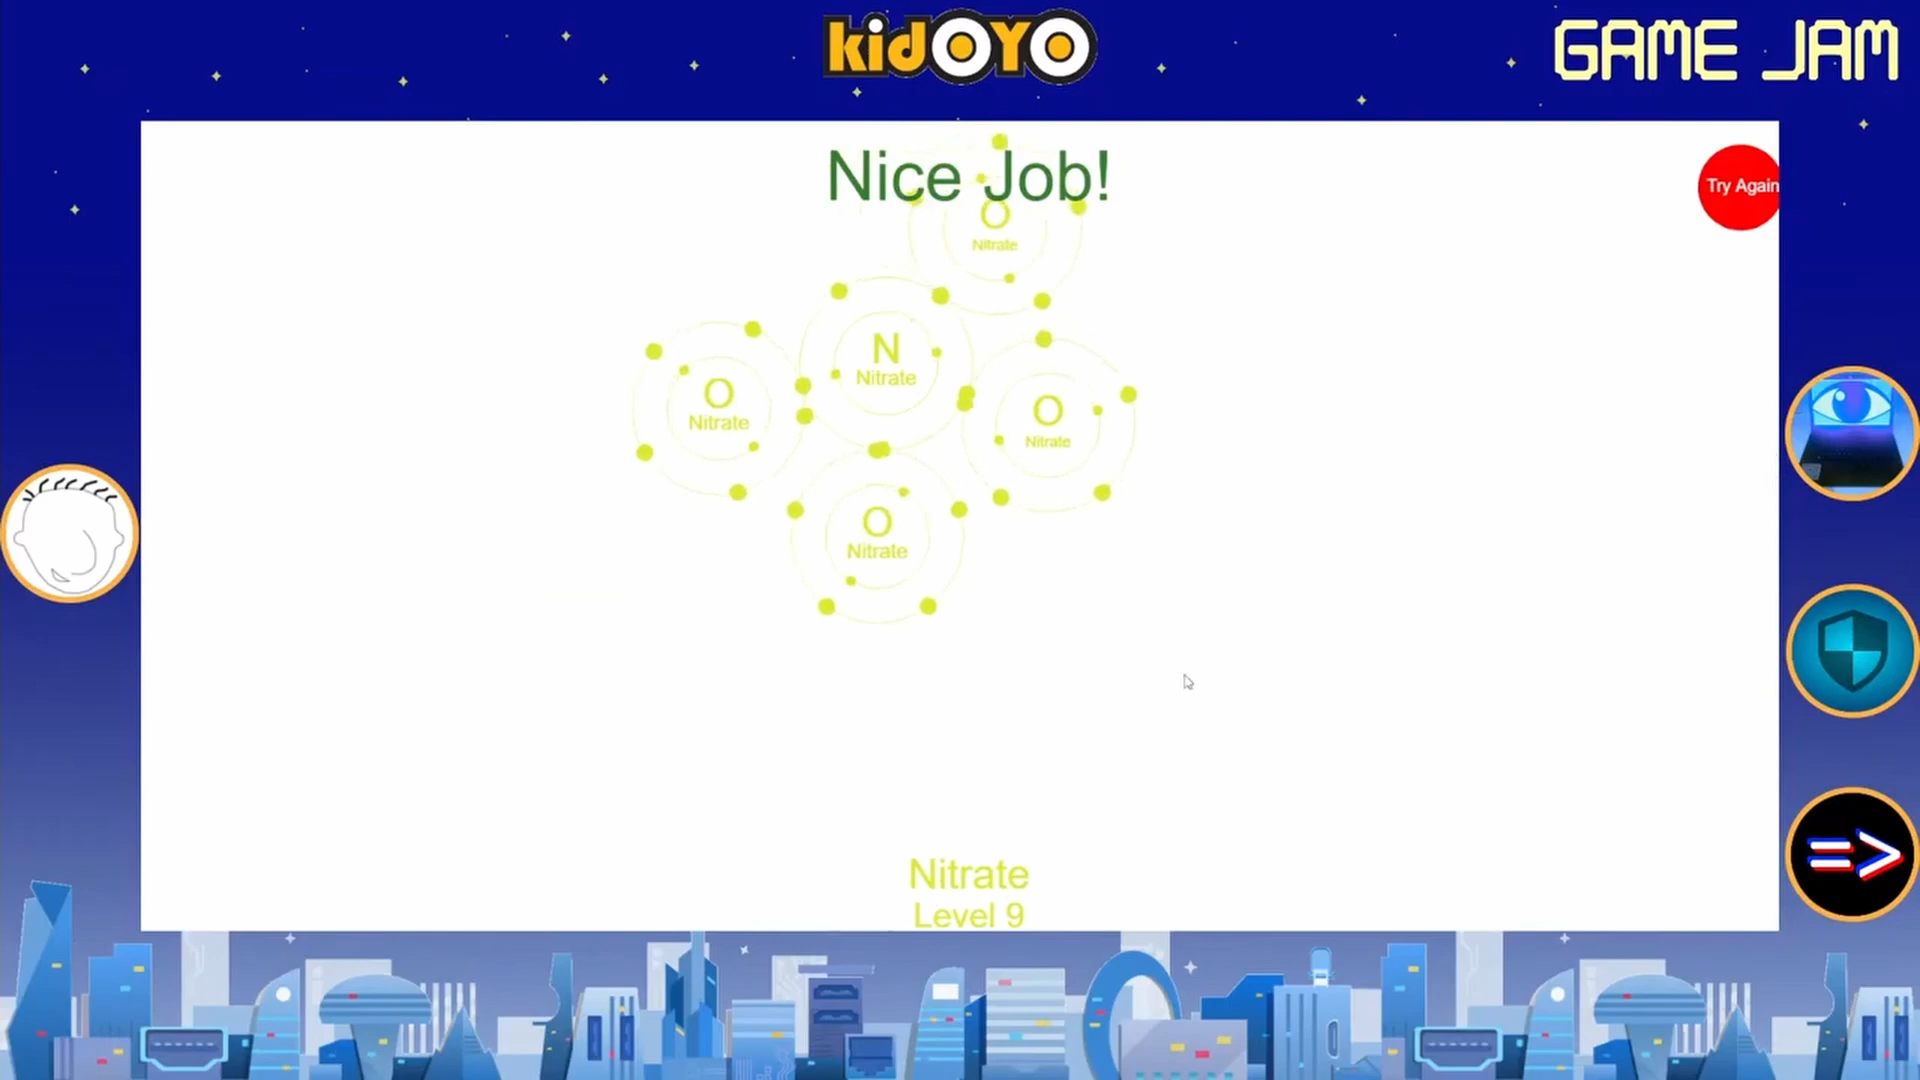 kidOYO
GAME JAM
Nice Job!
Try Again
O
Nitrate
N
Nitrate
O
Nitrate
O
Nitrate
O
Nitrate
Nitrate
Level 9